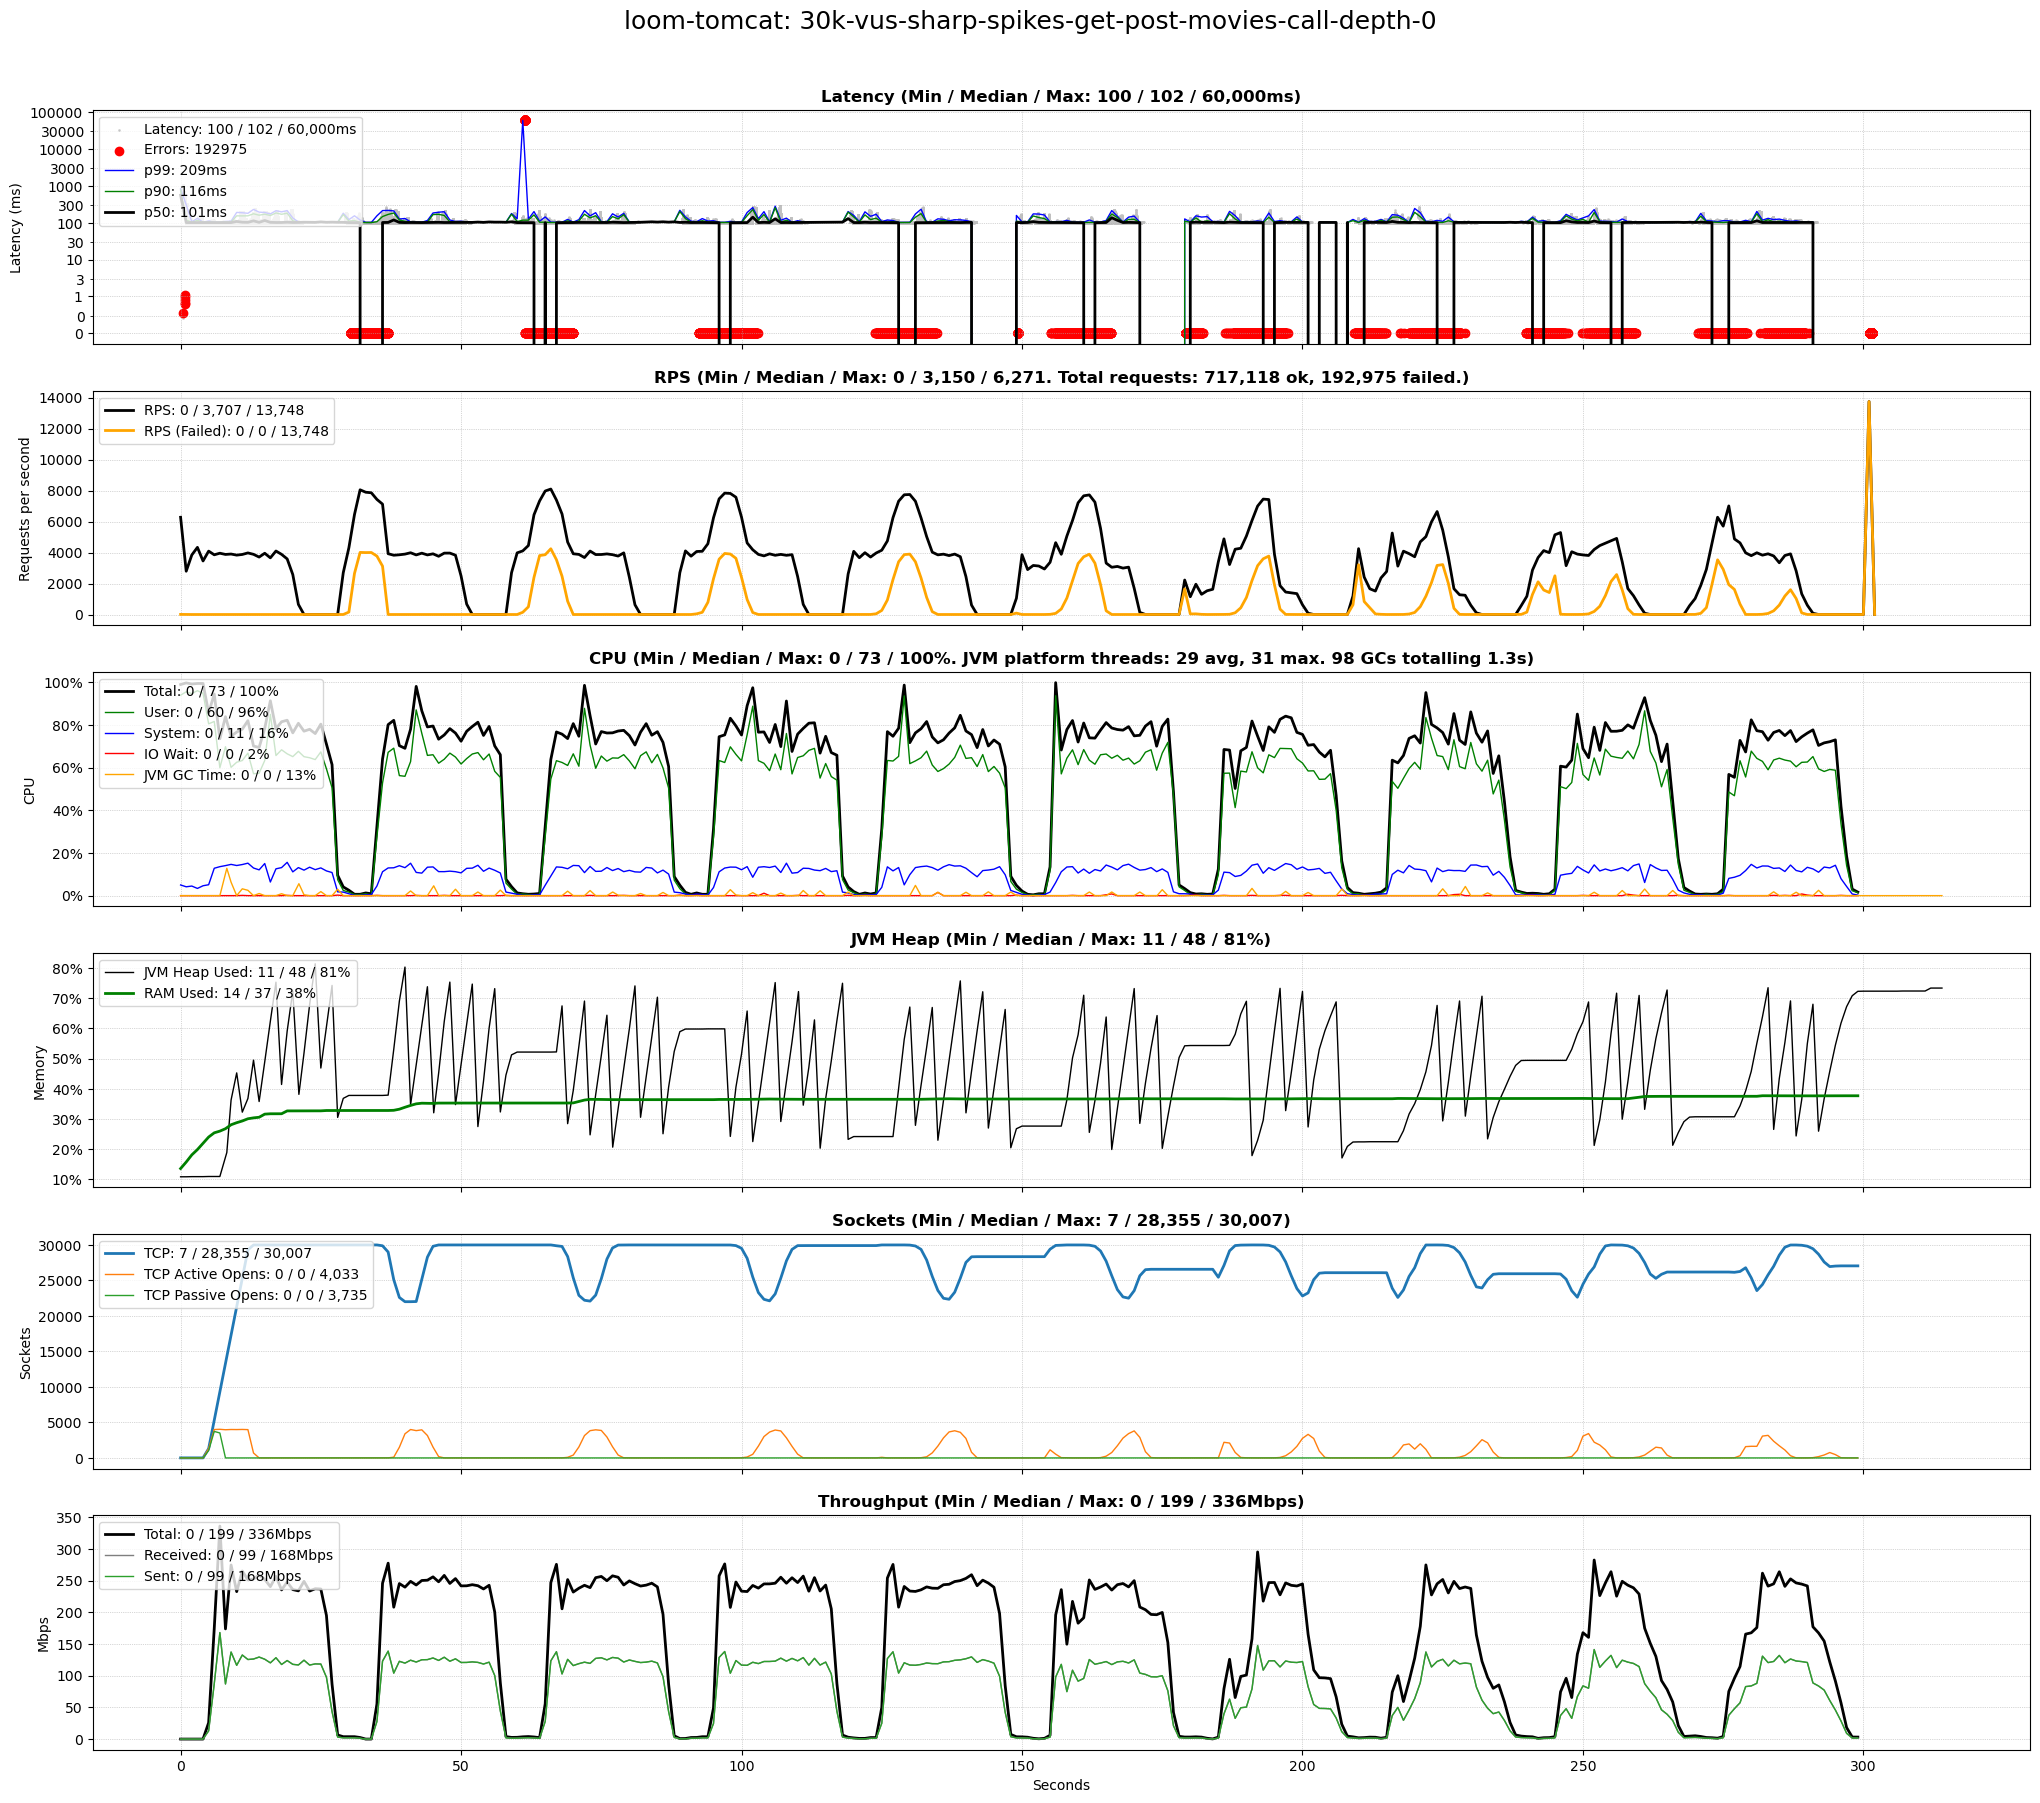 loom-tomcat: 30k-vus-sharp-spikes-get-post-movies-call-depth-0
Latency (Min / Median / Max: 100 / 102 / 60,000ms)
Latency (ms)
100000
30000
10000
3000
1000
300
100
30
10
3
1
0
0
Latency: 100 / 102 / 60,000ms
Errors: 192975
p99: 209ms
p90: 116ms
p50: 101ms
RPS (Min / Median / Max: 0 / 3,150 / 6,271. Total requests: 717,118 ok, 192,975 failed.)
Requests per second
14000
12000
10000
8000
6000
4000
2000
0
RPS: 0 / 3,707 / 13,748
RPS (Failed): 0 / 0 / 13,748
CPU (Min / Median / Max: 0 / 73 / 100%. JVM platform threads: 29 avg, 31 max. 98 GCs totalling 1.3s)
CPU
100%
80%
60%
40%
20%
0%
Total: 0 / 73 / 100%
User: 0 / 60 / 96%
System: 0 / 11 / 16%
IO Wait: 0 / 0 / 2%
JVM GC Time: 0 / 0 / 13%
JVM Heap (Min / Median / Max: 11 / 48 / 81%)
Memory
80%
70%
60%
50%
40%
30%
20%
10%
JVM Heap Used: 11 / 48 / 81%
RAM Used: 14 / 37 / 38%
Sockets (Min / Median / Max: 7 / 28,355 / 30,007)
Sockets
30000
25000
20000
15000
10000
5000
0
TCP: 7 / 28,355 / 30,007
TCP Active Opens: 0 / 0 / 4,033
TCP Passive Opens: 0 / 0 / 3,735
Throughput (Min / Median / Max: 0 / 199 / 336Mbps)
Mbps
350
300
250
200
150
100
50
0
Total: 0 / 199 / 336Mbps
Received: 0 / 99 / 168Mbps
Sent: 0 / 99 / 168Mbps
0 50 100 150 200 250 300
Seconds